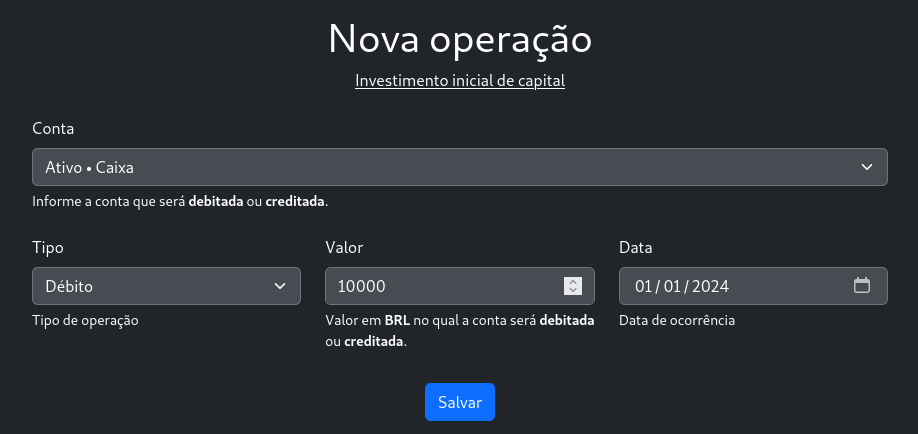 Nova operação
Investimento inicial de capital
Conta
Ativo • Caixa
Informe a conta que será debitada ou creditada.
Tipo
Débito
Tipo de operação
Valor
10000
Valor em BRL no qual a conta será debitada
ou creditada.
Data
01 / 01 / 2024
Data de ocorrência
Salvar